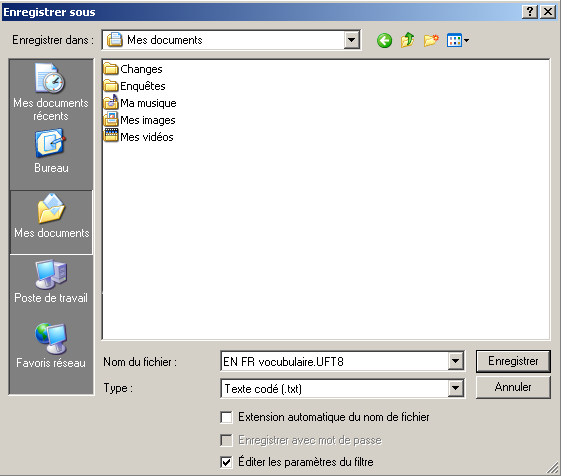 Enregistrer sous
Enregistrer dans : Mes documents
Changes
Enquêtes
Ma musique
Mes images
Mes vidéos
Mes documents
récents
Bureau
Mes documents
Poste de travail
Favoris réseau
Nom du fichier : EN FR vocubulaire.UFT8 Enregistrer
Type : Texte codé (.txt) Annuler
Extension automatique du nom de fichier
Enregistrer avec mot de passe
Éditer les paramètres du filtre